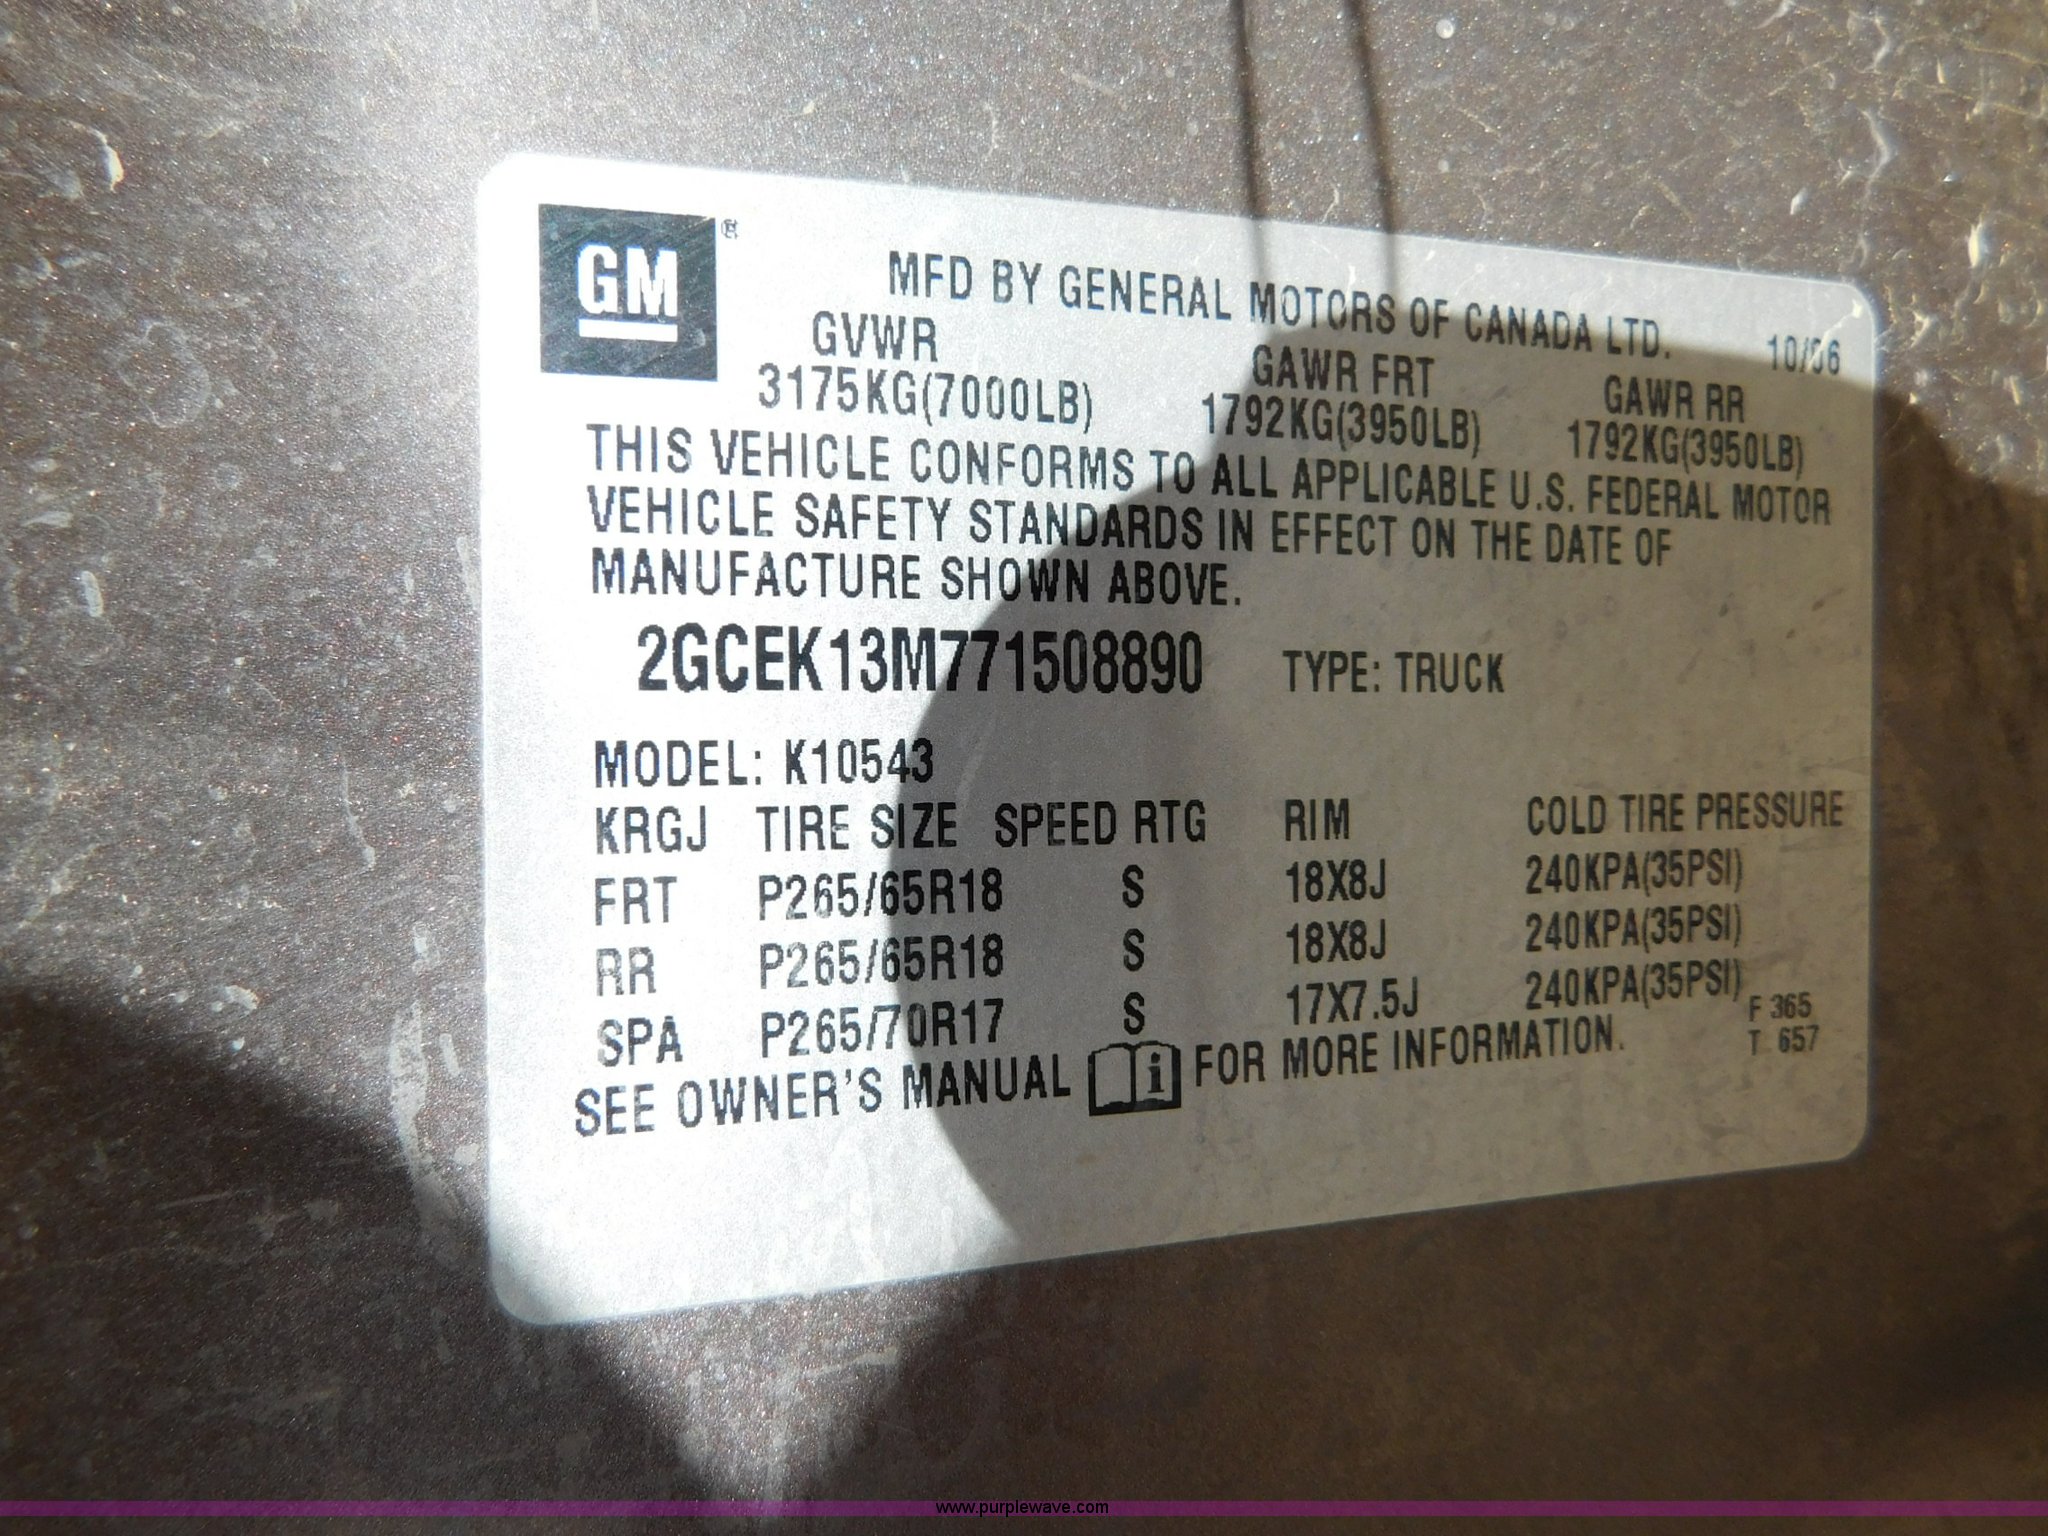 GM ®
MFD BY GENERAL MOTORS OF CANADA LTD. 10/06
GVWR GAWR FRT GAWR RR
3175KG(7000LB) 1792KG(3950LB) 1792KG(3950LB)
THIS VEHICLE CONFORMS TO ALL APPLICABLE U.S. FEDERAL MOTOR
VEHICLE SAFETY STANDARDS IN EFFECT ON THE DATE OF
MANUFACTURE SHOWN ABOVE.
2GCEK13M771508890 TYPE: TRUCK
MODEL: K10543
KRGJ TIRE SIZE SPEED RTG RIM COLD TIRE PRESSURE
FRT P265/65R18 S 18X8J 240KPA(35PSI)
RR P265/65R18 S 18X8J 240KPA(35PSI)
SPA P265/70R17 S 17X7.5J 240KPA(35PSI)
SEE OWNER'S MANUAL i FOR MORE INFORMATION.
F 365
T 657
www.purplewave.com